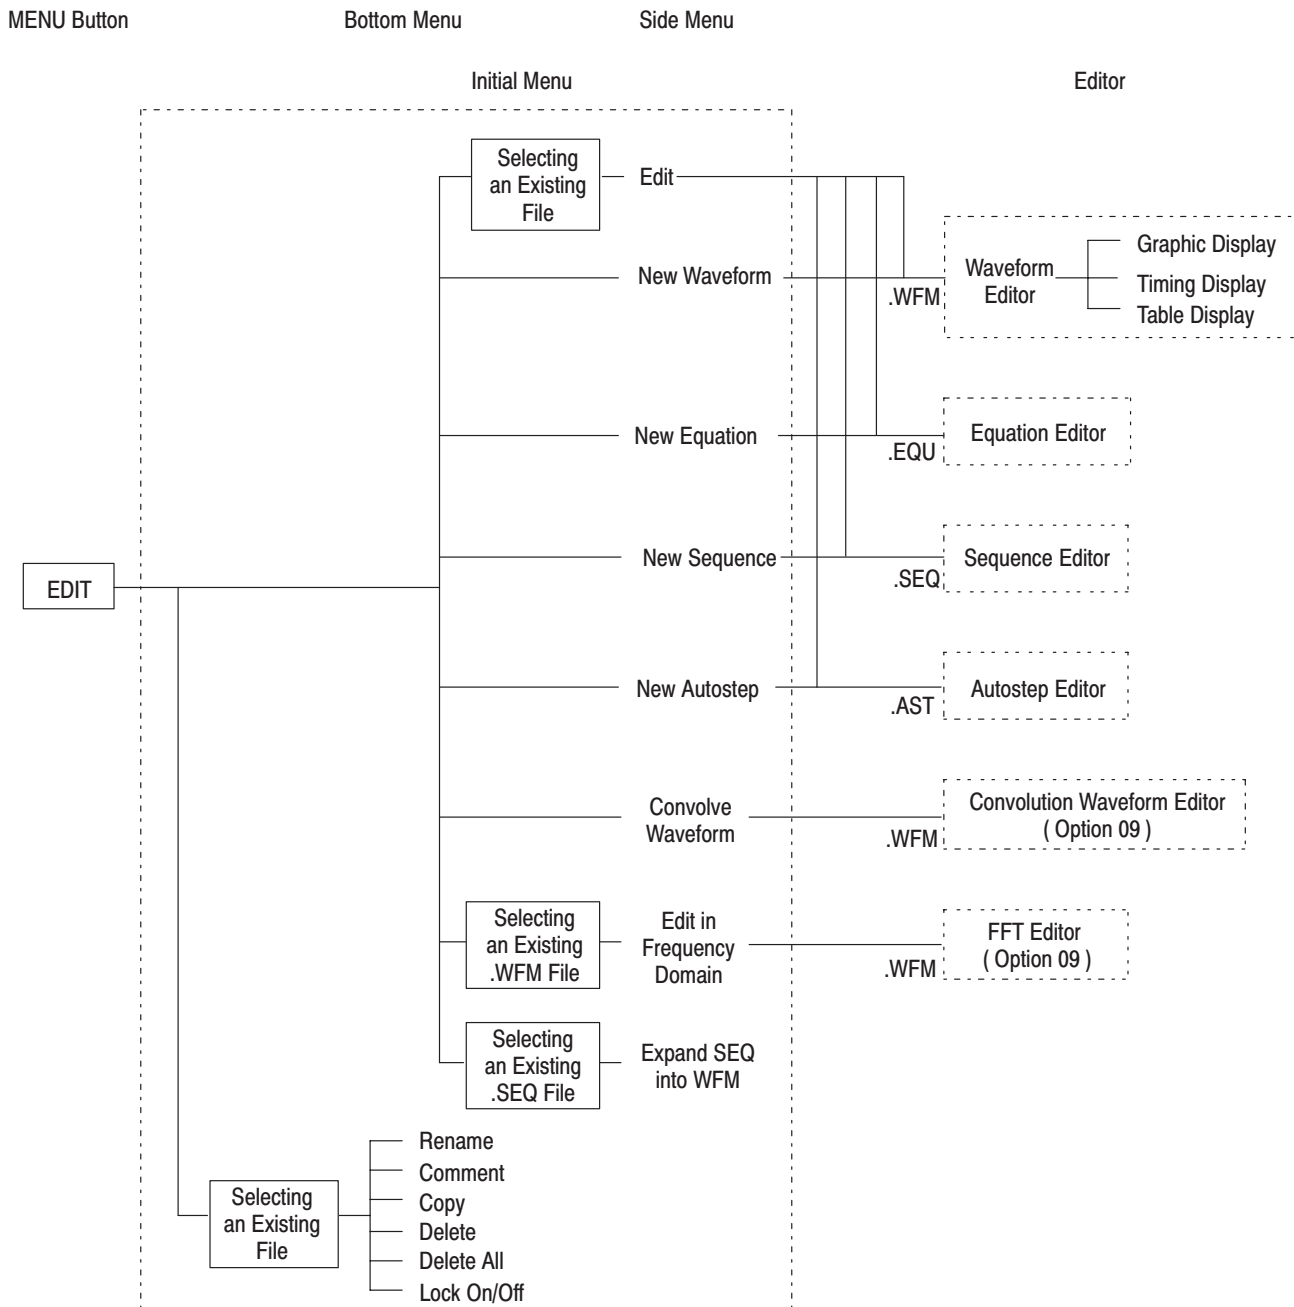 MENU Button
Bottom Menu
Side Menu
Initial Menu
Editor
Selecting
an Existing
File
Edit
New Waveform
.WFM
Waveform
Editor
Graphic Display
Timing Display
Table Display
New Equation
.EQU
Equation Editor
EDIT
New Sequence
.SEQ
Sequence Editor
New Autostep
.AST
Autostep Editor
Convolve
Waveform
.WFM
Convolution Waveform Editor
( Option 09 )
Selecting
an Existing
.WFM File
Edit in
Frequency
Domain
.WFM
FFT Editor
( Option 09 )
Selecting
an Existing
.SEQ File
Expand SEQ
into WFM
Selecting
an Existing
File
Rename
Comment
Copy
Delete
Delete All
Lock On/Off